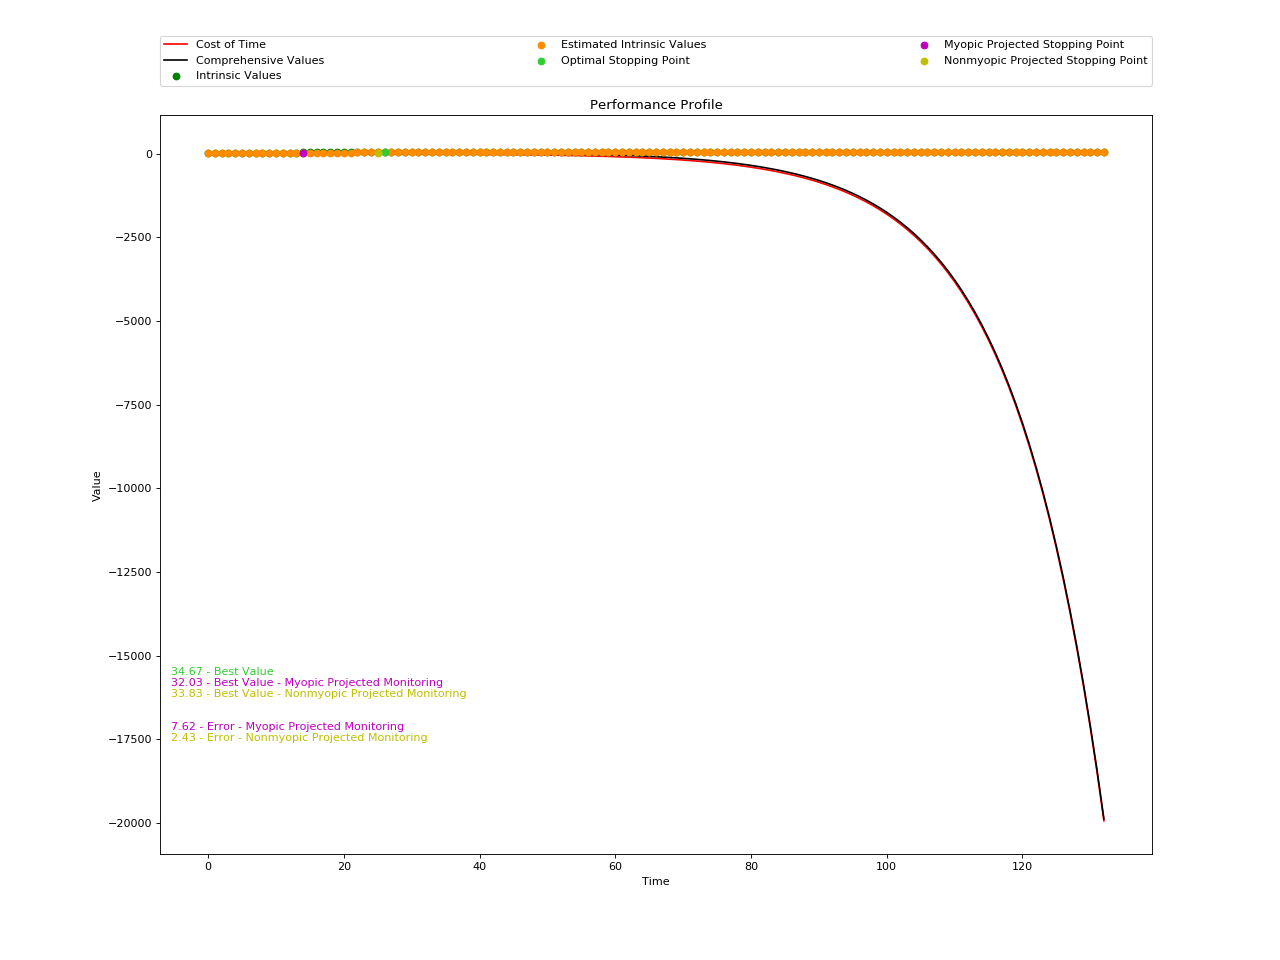 Cost of Time
Comprehensive Values
Intrinsic Values
Estimated Intrinsic Values
Optimal Stopping Point
Myopic Projected Stopping Point
Nonmyopic Projected Stopping Point
Performance Profile
Value
0
−2500
−5000
−7500
−10000
−12500
−15000
−17500
−20000
34.67 - Best Value
32.03 - Best Value - Myopic Projected Monitoring
33.83 - Best Value - Nonmyopic Projected Monitoring
7.62 - Error - Myopic Projected Monitoring
2.43 - Error - Nonmyopic Projected Monitoring
0 20 40 60 80 100 120
Time